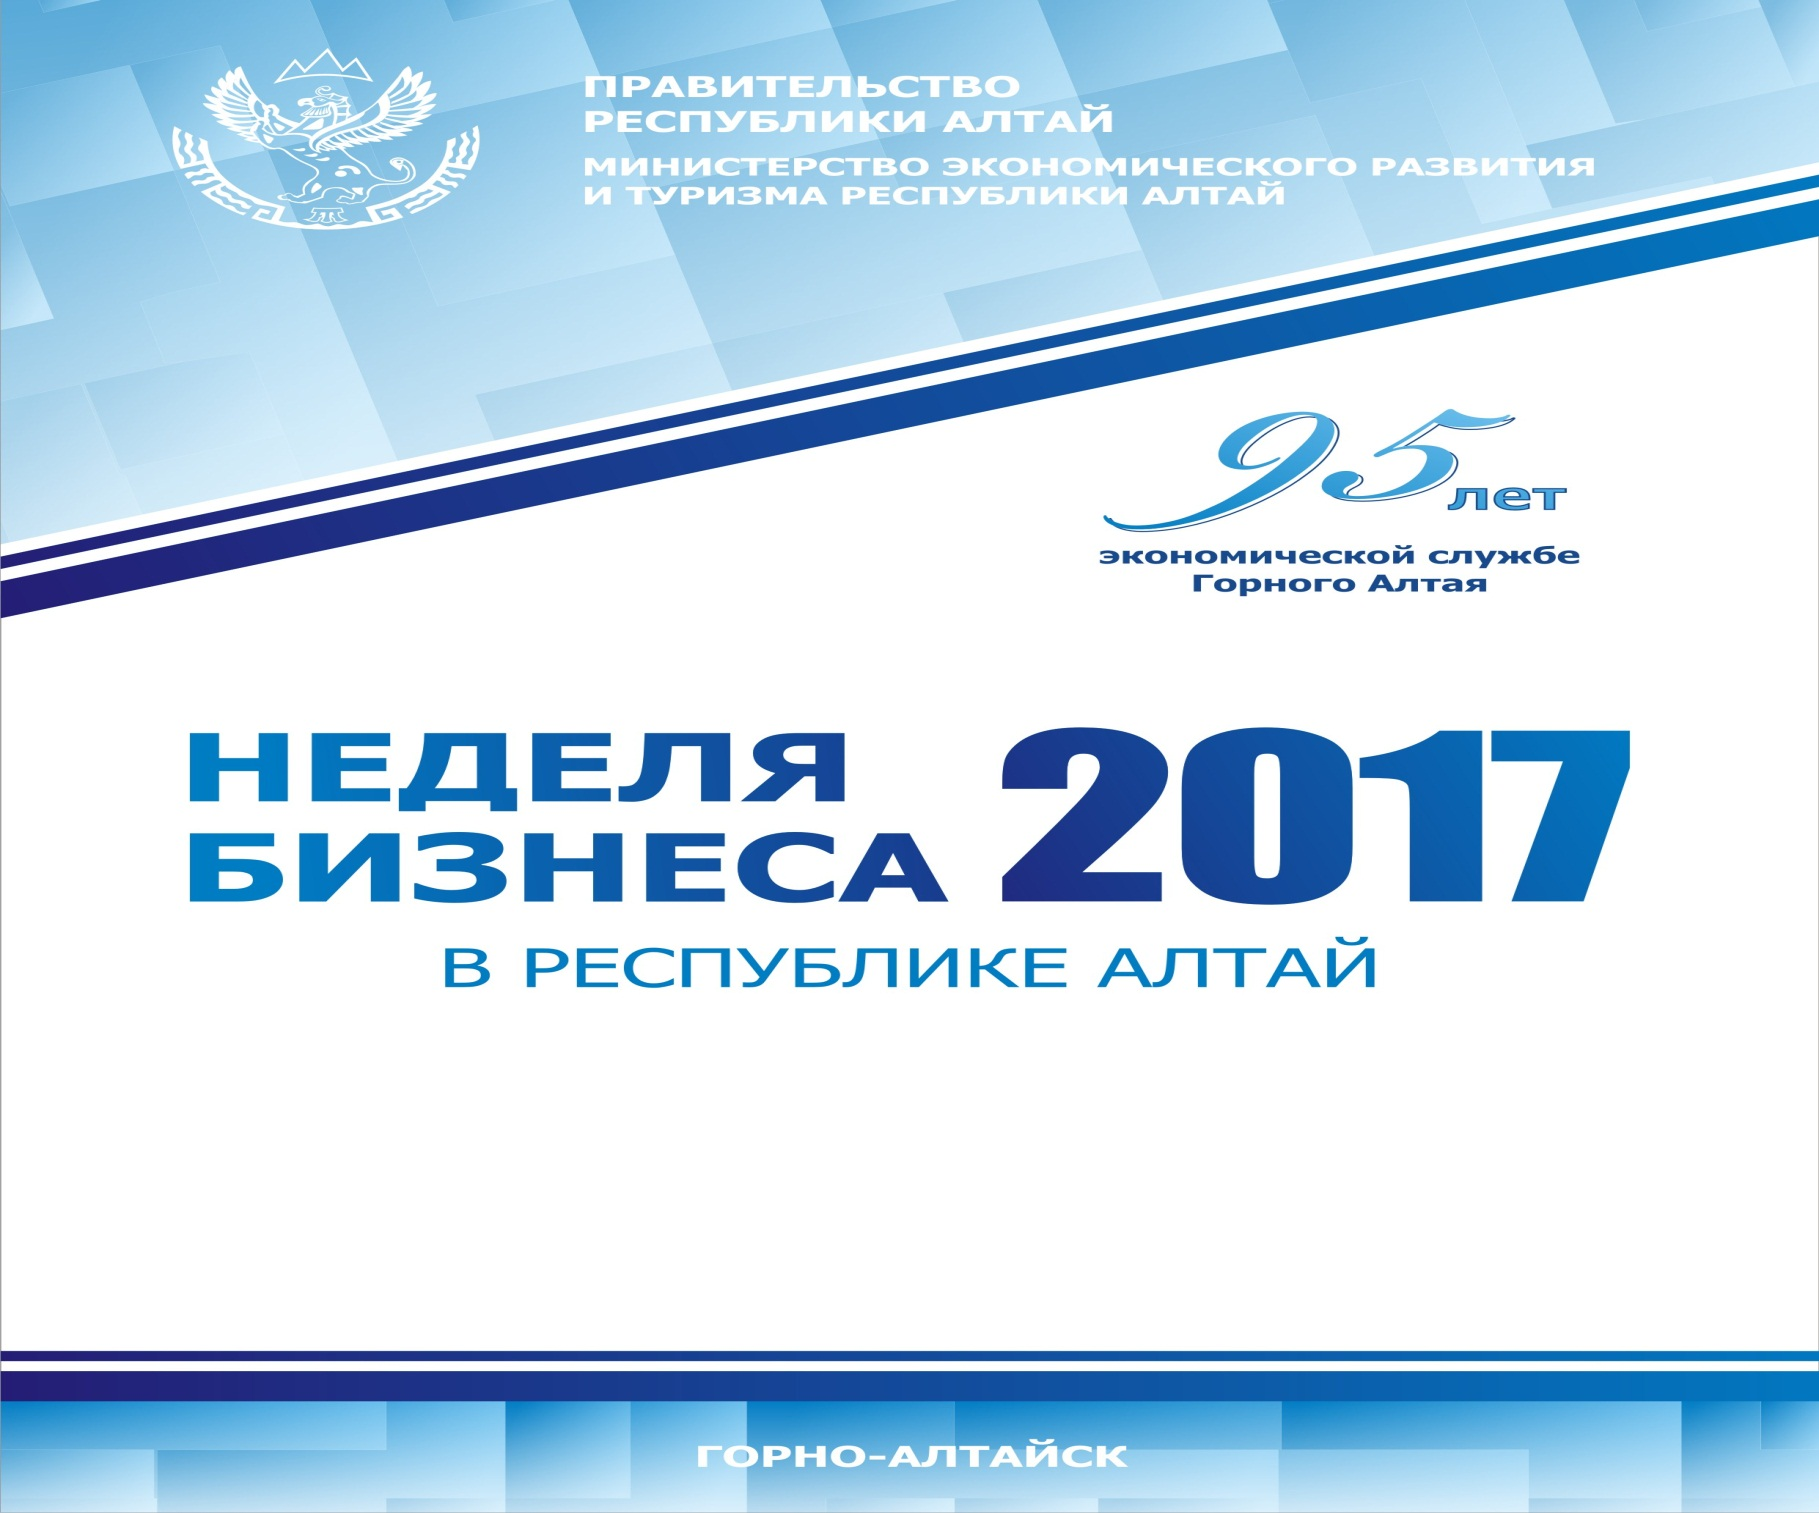 ПРАВИТЕЛЬСТВО
РЕСПУБЛИКИ АЛТАЙ
МИНИСТЕРСТВО ЭКОНОМИЧЕСКОГО РАЗВИТИЯ
И ТУРИЗМА РЕСПУБЛИКИ АЛТАЙ
95 лет
экономической службе
Горного Алтая
НЕДЕЛЯ
БИЗНЕСА 2017
В РЕСПУБЛИКЕ АЛТАЙ
ГОРНО-АЛТАЙСК